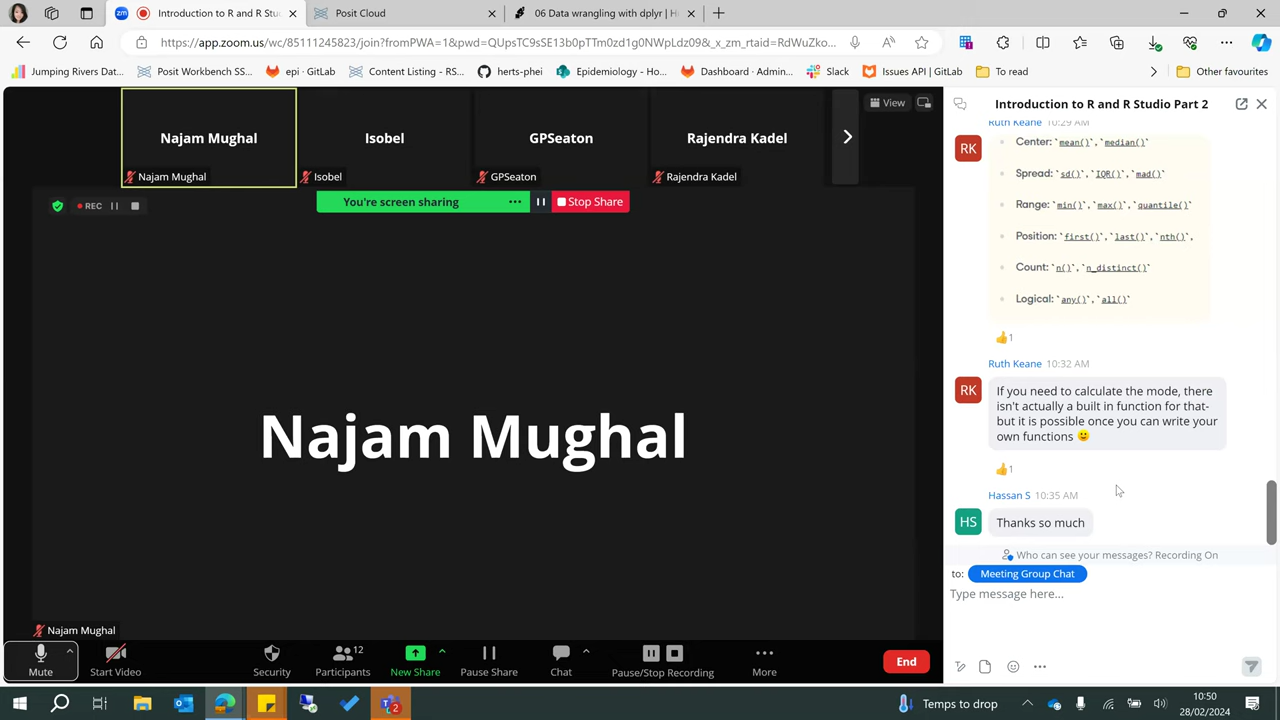 Introduction to R and R Stu
Posit Cloud
06 Data wrangling with dplyr | H
https://app.zoom.us/wc/85111245823/join?fromPWA=1&pwd=QUpsTC9sSE13b0pTTm0zd1g0NWpLdz09&_x_zm_rtaid=RdWuZko...
Jumping Rivers Dat...
Posit Workbench SS...
epi · GitLab
Content Listing - RS...
herts-phei
Epidemiology - Ho...
Dashboard : Admin...
Slack
Issues API | GitLab
To read
Other favourites
Najam Mughal
Isobel
GPSeaton
Rajendra Kadel
View
Najam Mughal
Isobel
GPSeaton
Rajendra Kadel
REC
You're screen sharing
Stop Share
Najam Mughal
Najam Mughal
Mute
Start Video
Security
12
Participants
New Share
Pause Share
Chat
Pause/Stop Recording
More
End
Introduction to R and R Studio Part 2
Ruth Keane 10:29 AM
RK
Center: `mean()`,`median()`
Spread: `sd()`,`IQR()`,`mad()`
Range: `min()`,`max()`,`quantile()`
Position: `first()`,`last()`,`nth()`,
Count: `n()`,`n_distinct()`
Logical: `any()`,`all()`
1
Ruth Keane 10:32 AM
RK
If you need to calculate the mode, there
isn't actually a built in function for that-
but it is possible once you can write your
own functions
1
Hassan S 10:35 AM
HS
Thanks so much
Who can see your messages? Recording On
to: Meeting Group Chat
Type message here...
Temps to drop
10:50
28/02/2024